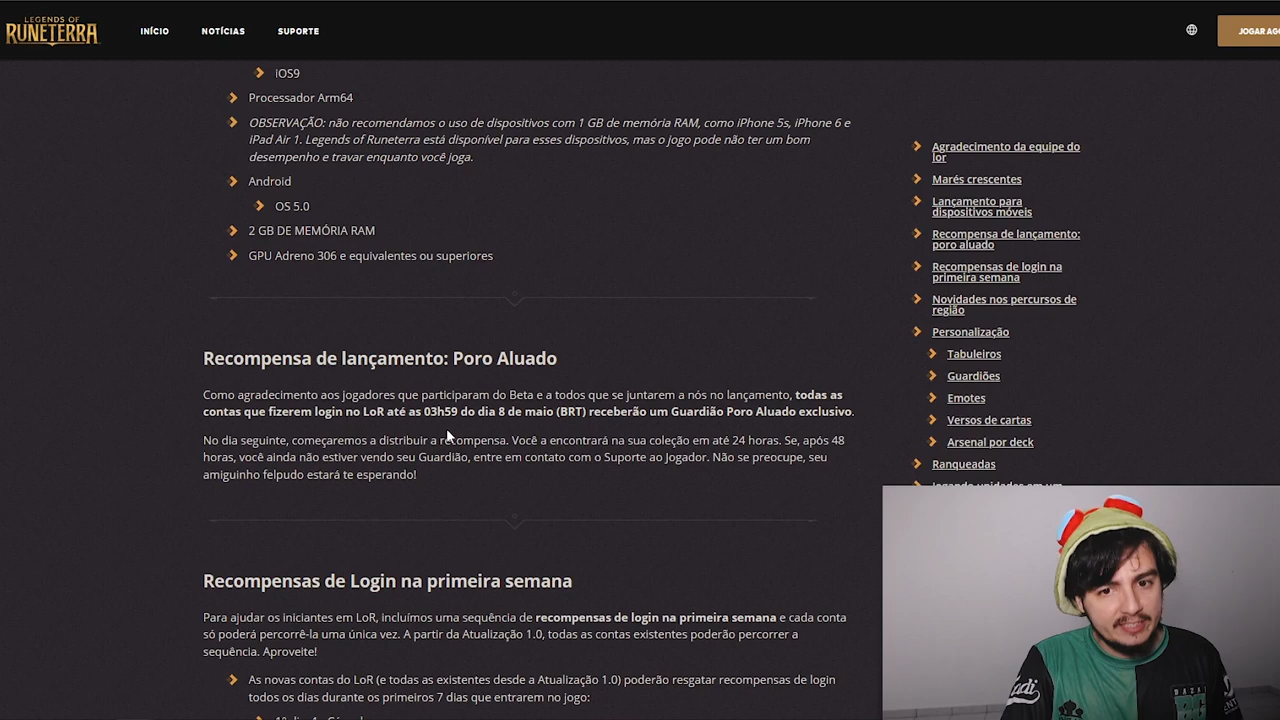 LEGENDS OF
RUNETERRA
INÍCIO
NOTÍCIAS
SUPORTE
JOGAR
IOS9
Processador Arm64
OBSERVAÇÃO: não recomendamos o uso de dispositivos com 1 GB de memória RAM, como iPhone 5s, iPhone 6 e
iPad Air 1. Legends of Runeterra está disponível para esses dispositivos, mas o jogo pode não ter um bom
desempenho e travar enquanto você joga.
Android
OS 5.0
2 GB DE MEMÓRIA RAM
GPU Adreno 306 e equivalentes ou superiores
Recompensa de lançamento: Poro Aluado
Como agradecimento aos jogadores que participaram do Beta e a todos que se juntarem a nós no lançamento, todas as
contas que fizerem login no LoR até as 03h59 do dia 8 de maio (BRT) receberão um Guardião Poro Aluado exclusivo.
No dia seguinte, começaremos a distribuir a recompensa. Você a encontrará na sua coleção em até 24 horas. Se, após 48
horas, você ainda não estiver vendo seu Guardião, entre em contato com o Suporte ao Jogador. Não se preocupe, seu
amiguinho felpudo estará te esperando!
Recompensas de Login na primeira semana
Para ajudar os iniciantes em LoR, incluímos uma sequência de recompensas de login na primeira semana e cada conta
só poderá percorrê-la uma única vez. A partir da Atualização 1.0, todas as contas existentes poderão percorrer a
sequência. Aproveite!
As novas contas do LoR (e todas as existentes desde a Atualização 1.0) poderão resgatar recompensas de login
todos os dias durante os primeiros 7 dias que entrarem no jogo:
Agradecimento da equipe do
lor
Marés crescentes
Lançamento para
dispositivos móveis
Recompensa de lançamento:
poro aluado
Recompensas de login na
primeira semana
Novidades nos percursos de
região
Personalização
Tabuleiros
Guardiões
Emotes
Versos de cartas
Arsenal por deck
Ranqueadas